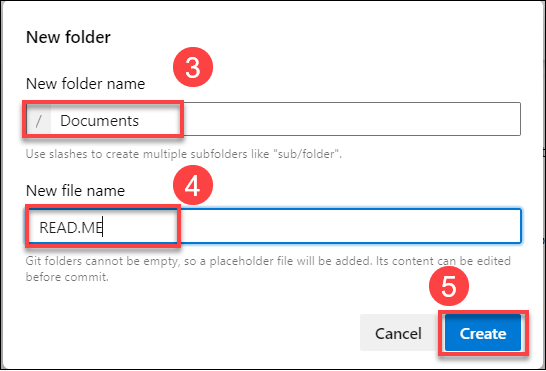 New folder
3
New folder name
/ Documents
Use slashes to create multiple subfolders like "sub/folder".
4
New file name
READ.ME
Git folders cannot be empty, so a placeholder file will be added. Its content can be edited
before commit.
5
Cancel Create